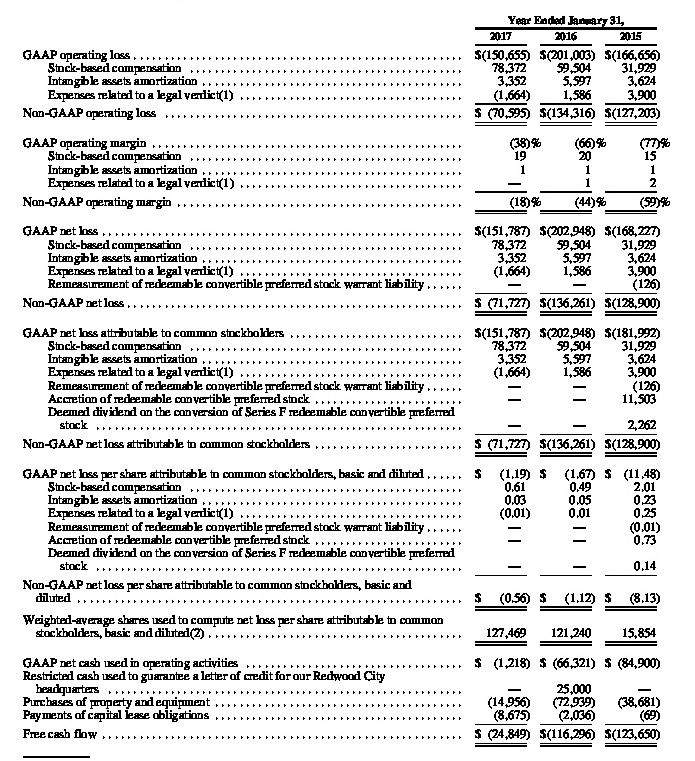 Year Ended January 31,
2017 2016 2015
GAAP operating loss $(150,655) $(201,003) $(166,656)
Stock-based compensation 78,372 59,504 31,929
Intangible assets amortization 3,352 5,597 3,624
Expenses related to a legal verdict(1) (1,664) 1,586 3,900
Non-GAAP operating loss $ (70,595) $(134,316) $(127,203)
GAAP operating margin (38)% (66)% (77)%
Stock-based compensation 19 20 15
Intangible assets amortization 1 1 1
Expenses related to a legal verdict(1) — 1 2
Non-GAAP operating margin (18)% (44)% (59)%
GAAP net loss $(151,787) $(202,948) $(168,227)
Stock-based compensation 78,372 59,504 31,929
Intangible assets amortization 3,352 5,597 3,624
Expenses related to a legal verdict(1) (1,664) 1,586 3,900
Remeasurement of redeemable convertible preferred stock warrant liability — — (126)
Non-GAAP net loss $ (71,727) $(136,261) $(128,900)
GAAP net loss attributable to common stockholders $(151,787) $(202,948) $(181,992)
Stock-based compensation 78,372 59,504 31,929
Intangible assets amortization 3,352 5,597 3,624
Expenses related to a legal verdict(1) (1,664) 1,586 3,900
Remeasurement of redeemable convertible preferred stock warrant liability — — (126)
Accretion of redeemable convertible preferred stock — — 11,503
Deemed dividend on the conversion of Series F redeemable convertible preferred
stock — — 2,262
Non-GAAP net loss attributable to common stockholders $ (71,727) $(136,261) $(128,900)
GAAP net loss per share attributable to common stockholders, basic and diluted $ (1.19) $ (1.67) $ (11.48)
Stock-based compensation 0.61 0.49 2.01
Intangible assets amortization 0.03 0.05 0.23
Expenses related to a legal verdict(1) (0.01) 0.01 0.25
Remeasurement of redeemable convertible preferred stock warrant liability — — (0.01)
Accretion of redeemable convertible preferred stock — — 0.73
Deemed dividend on the conversion of Series F redeemable convertible preferred
stock — — 0.14
Non-GAAP net loss per share attributable to common stockholders, basic and
diluted $ (0.56) $ (1.12) $ (8.13)
Weighted-average shares used to compute net loss per share attributable to common
stockholders, basic and diluted(2) 127,469 121,240 15,854
GAAP net cash used in operating activities $ (1,218) $ (66,321) $ (84,900)
Restricted cash used to guarantee a letter of credit for our Redwood City
headquarters — 25,000 —
Purchases of property and equipment (14,956) (72,939) (38,681)
Payments of capital lease obligations (8,675) (2,036) (69)
Free cash flow $ (24,849) $(116,296) $(123,650)